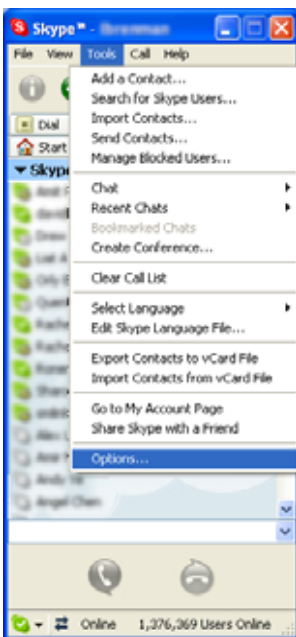 Skype™ -
File View Tools Call Help
Add a Contact...
Search for Skype Users...
Import Contacts...
Send Contacts...
Manage Blocked Users...
Chat
Recent Chats
Bookmarked Chats
Create Conference...
Clear Call List
Select Language
Edit Skype Language File...
Export Contacts to vCard File
Import Contacts from vCard File
Go to My Account Page
Share Skype with a Friend
Options...
Dial
Start
Skyp
Angel Chen
Online 1,376,369 Users Online